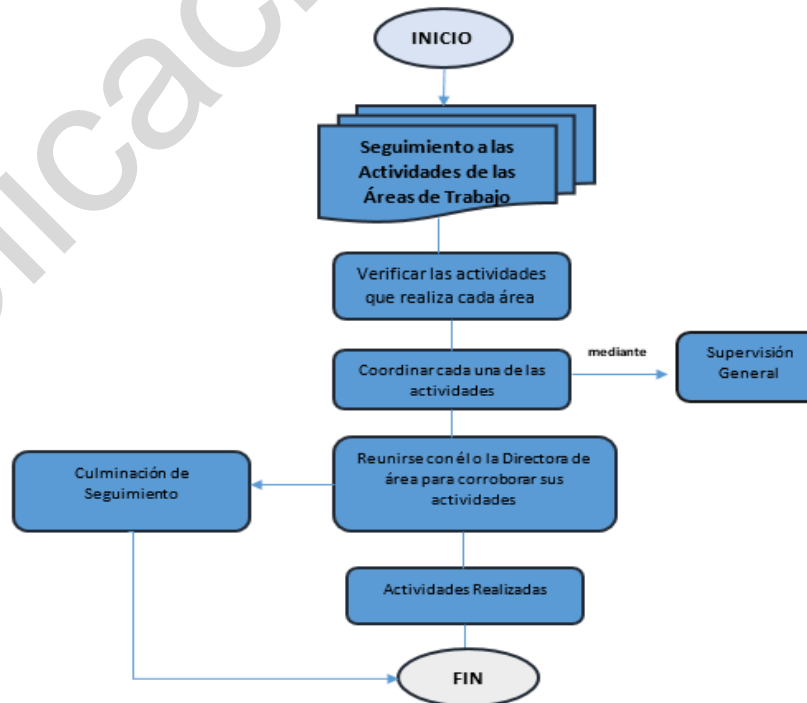 INICIO
Seguimiento a las
Actividades de las
Áreas de Trabajo
Verificar las actividades
que realiza cada área
Coordinar cada una de las
actividades
mediante
Supervisión
General
Reunirse con él o la Directora de
área para corroborar sus
actividades
Culminación de
Seguimiento
Actividades Realizadas
FIN